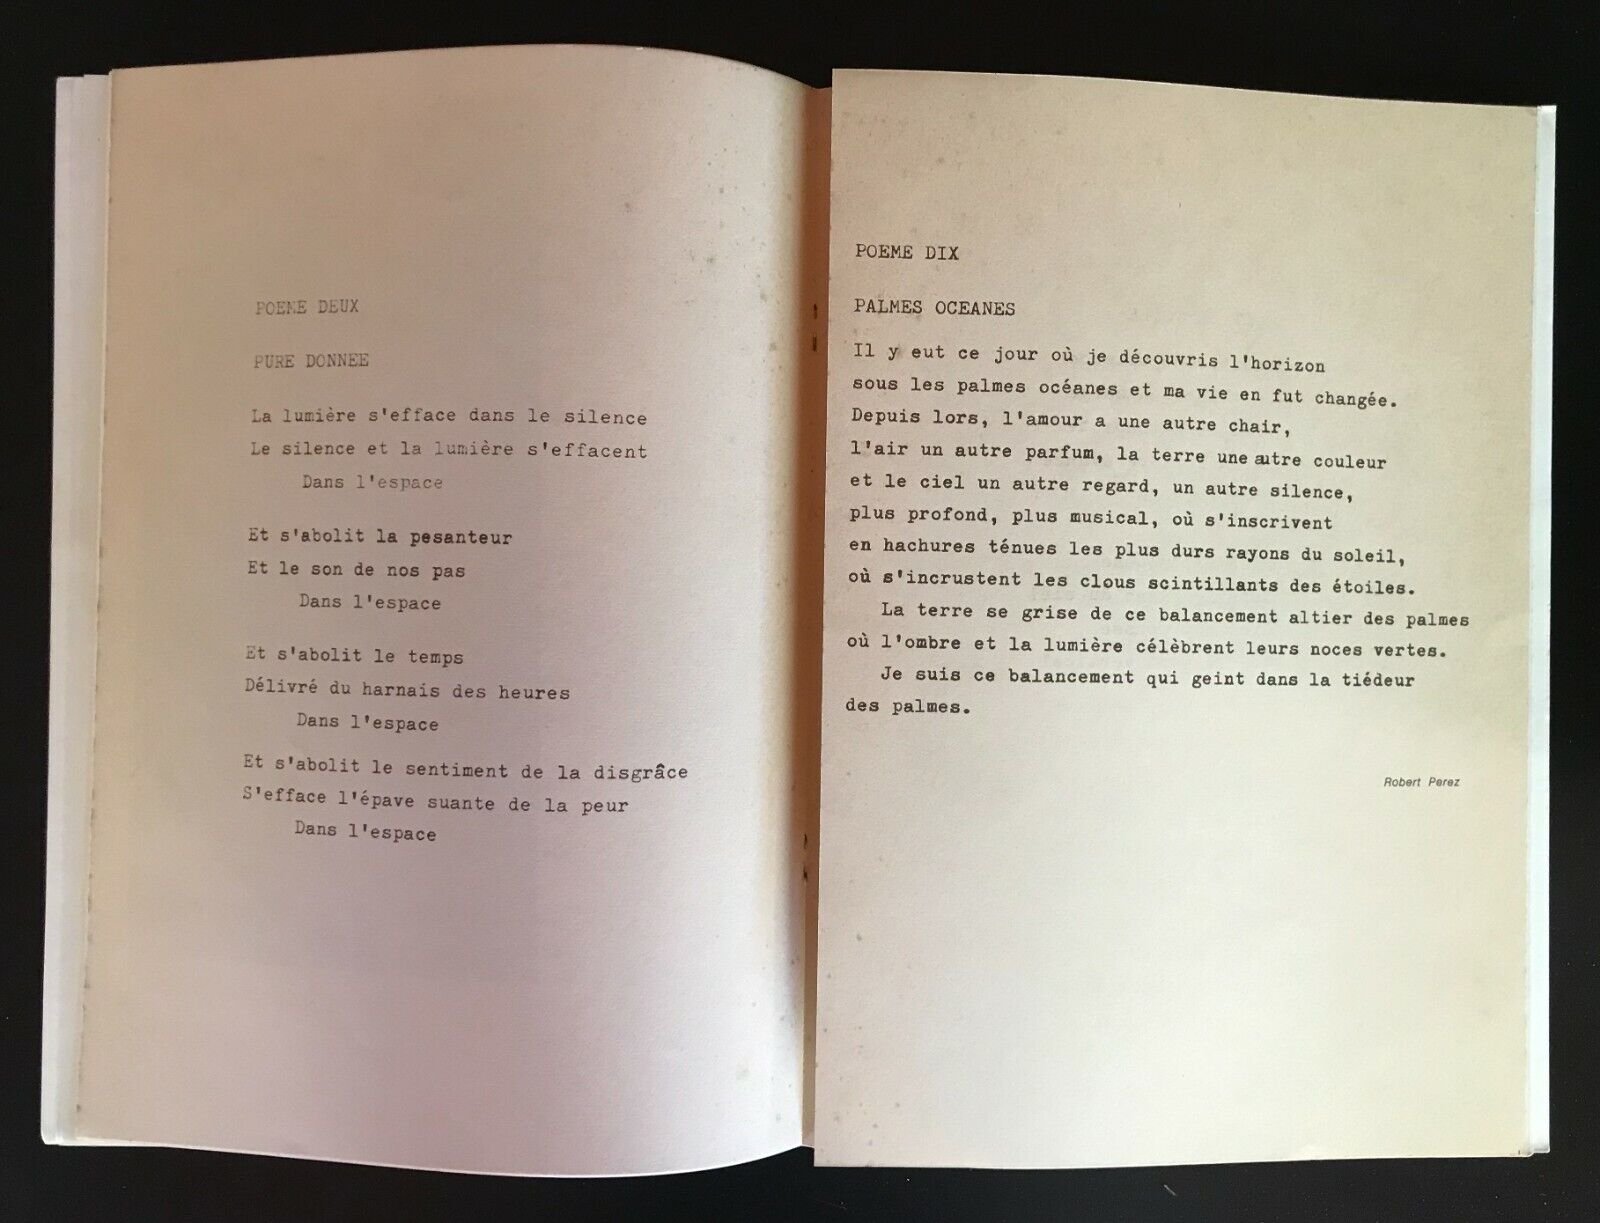 POEME DEUX
PURE DONNEE
La lumière s'efface dans le silence
Le silence et la lumière s'effacent
Dans l'espace
Et s'abolit la pesanteur
Et le son de nos pas
Dans l'espace
Et s'abolit le temps
Délivré du harnais des heures
Dans l'espace
Et s'abolit le sentiment de la disgrâce
S'efface l'épave suante de la peur
Dans l'espace
POEME DIX
PALMES OCEANES
Il y eut ce jour où je découvris l'horizon
sous les palmes océanes et ma vie en fut changée.
Depuis lors, l'amour a une autre chair,
l'air un autre parfum, la terre une autre couleur
et le ciel un autre regard, un autre silence,
plus profond, plus musical, où s'inscrivent
en hachures ténues les plus durs rayons du soleil,
où s'incrustent les clous scintillants des étoiles.
La terre se grise de ce balancement altier des palmes
où l'ombre et la lumière célèbrent leurs noces vertes.
Je suis ce balancement qui geint dans la tiédeur
des palmes.
Robert Perez